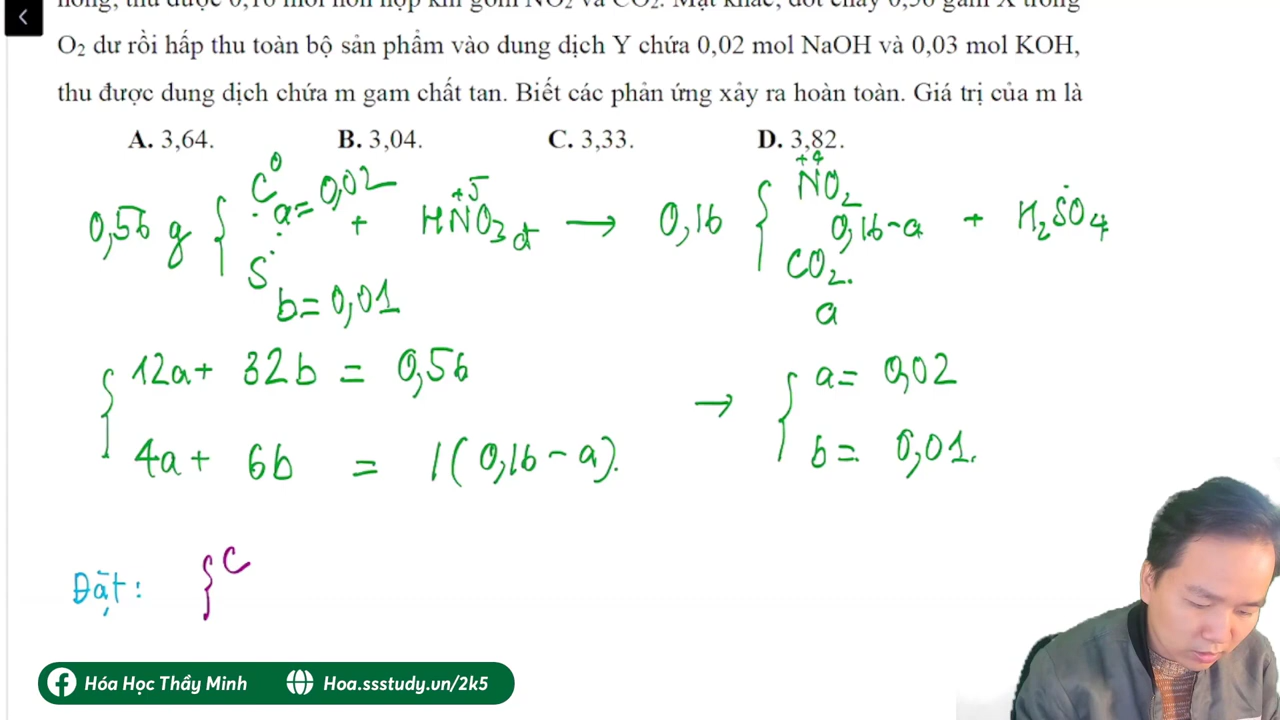 nóng, thu được 0,16 mol hỗn hợp khí gồm NO2 và CO2. Mặt khác, đốt cháy 0,56 gam X trong
O2 dư rồi hấp thu toàn bộ sản phẩm vào dung dịch Y chứa 0,02 mol NaOH và 0,03 mol KOH,
thu được dung dịch chứa m gam chất tan. Biết các phản ứng xảy ra hoàn toàn. Giá trị của m là
A. 3,64. B. 3,04. C. 3,33. D. 3,82.
0,56 g { C⁰ a = 0,02 + HNO3 đ → 0,16 { NO2 0,16-a + H2SO4
+5 +4
S CO2.
b = 0,01 a
{ 12a + 32b = 0,56 → { a = 0,02
4a + 6b = 1(0,16 - a). b = 0,01.
Đặt: { C
Hóa Học Thầy Minh Hoa.ssstudy.vn/2k5